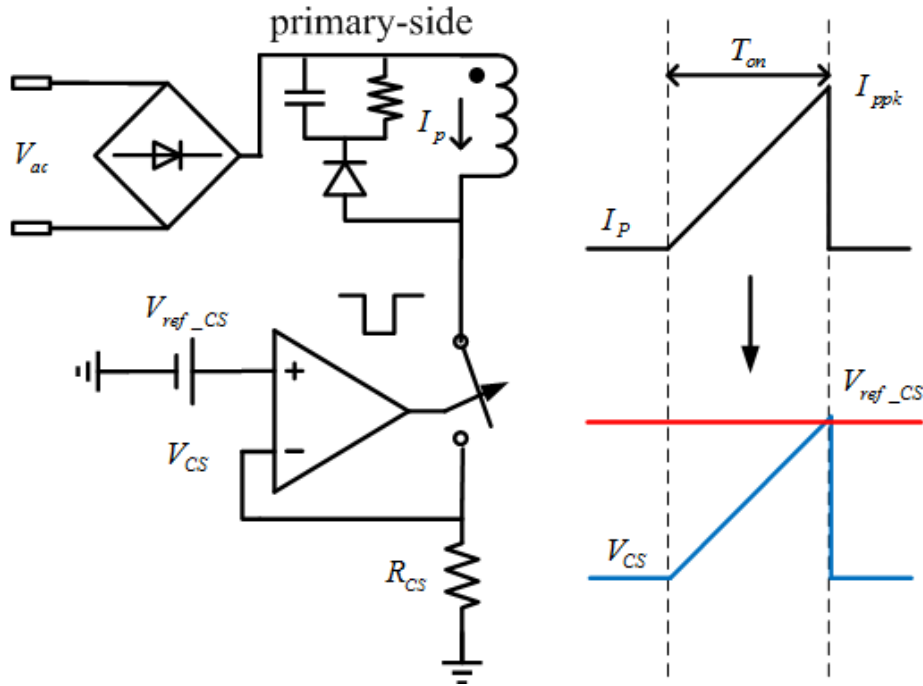 primary-side
V_ac
I_p
V_ref_CS
+
−
V_CS
R_CS
T_on
I_ppk
I_P
V_ref_CS
V_CS